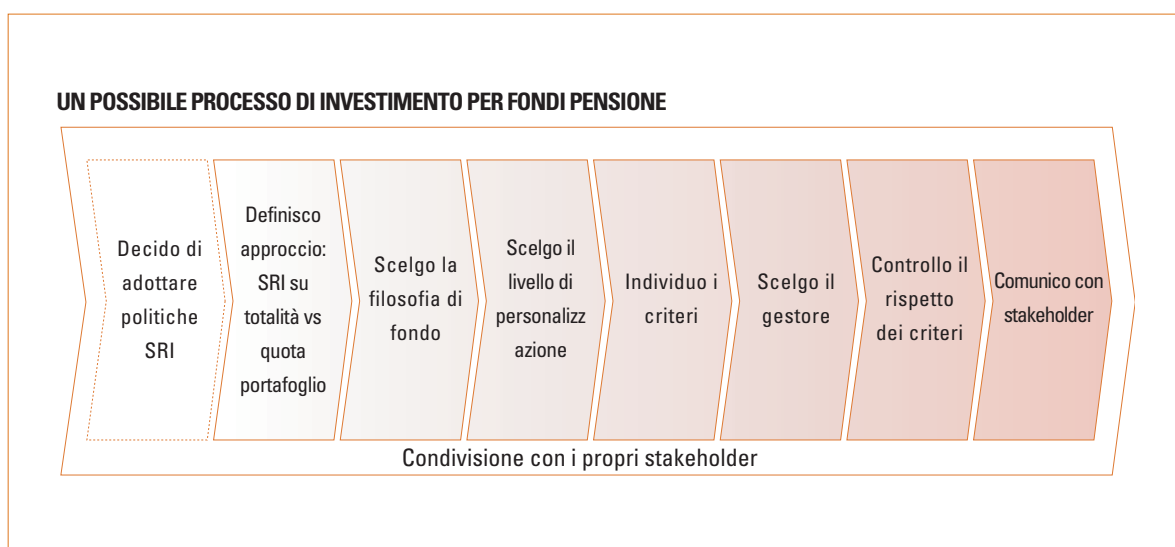 UN POSSIBILE PROCESSO DI INVESTIMENTO PER FONDI PENSIONE
Decido di
adottare
politiche
SRI
Definisco
approccio:
SRI su
totalità vs
quota
portafoglio
Scelgo la
filosofia di
fondo
Scelgo il
livello di
personalizz
azione
Individuo i
criteri
Scelgo il
gestore
Controllo il
rispetto
dei criteri
Comunico con
stakeholder
Condivisione con i propri stakeholder